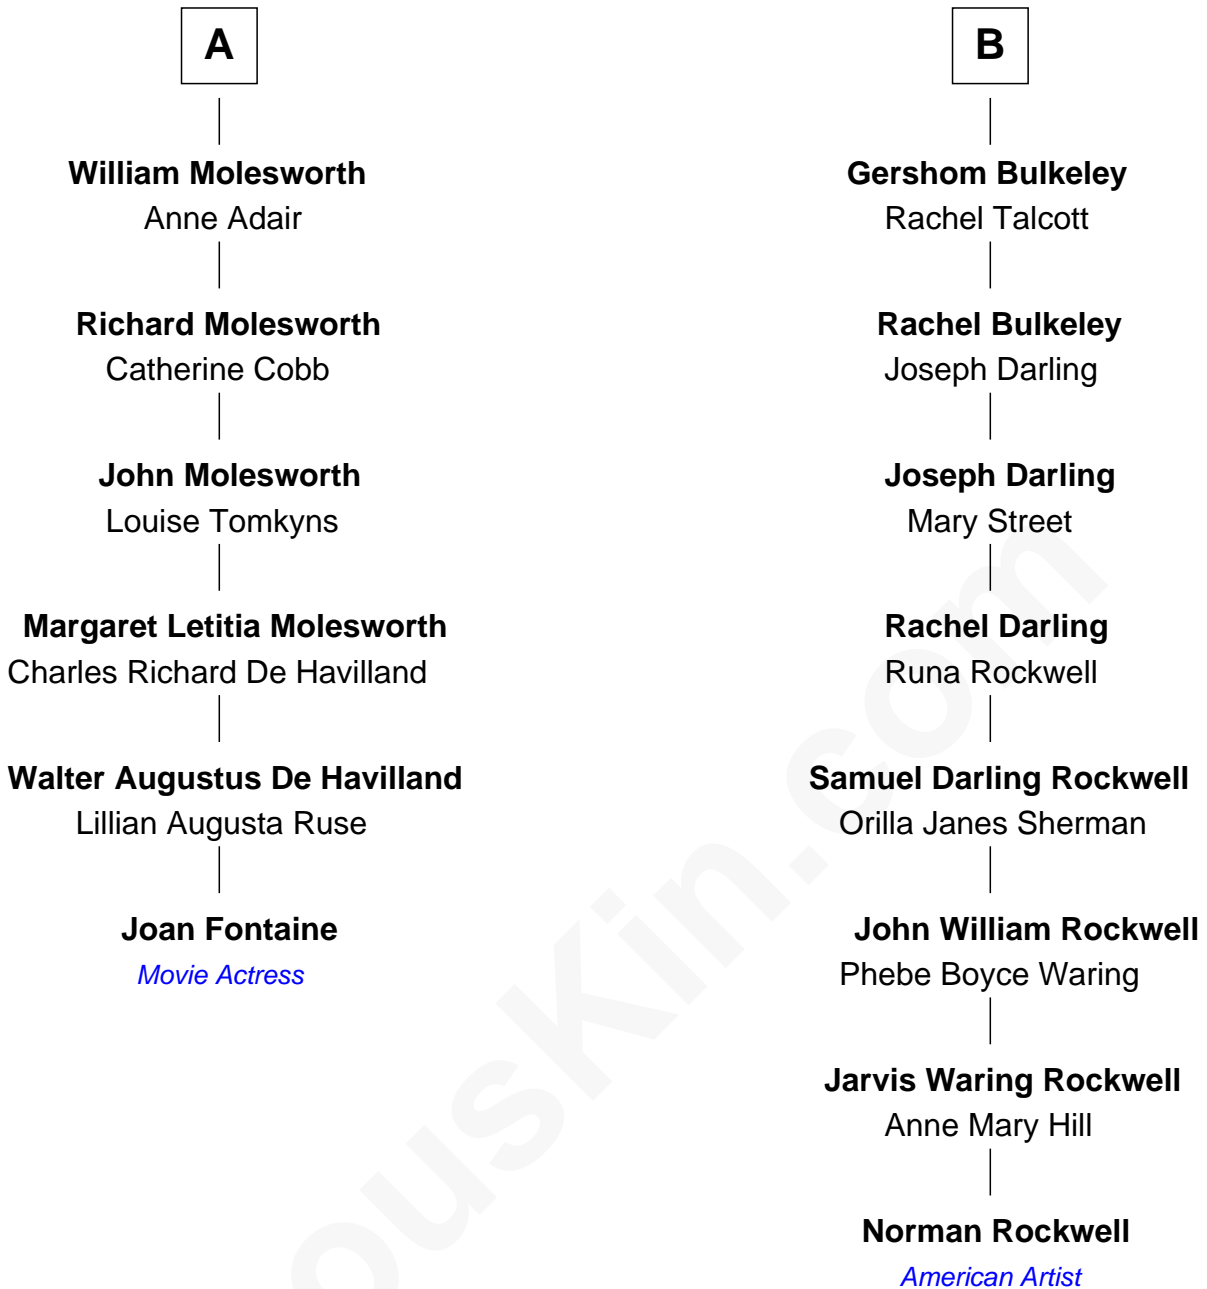 A
William Molesworth
Anne Adair
Richard Molesworth
Catherine Cobb
John Molesworth
Louise Tomkyns
Margaret Letitia Molesworth
Charles Richard De Havilland
Walter Augustus De Havilland
Lillian Augusta Ruse
Joan Fontaine
Movie Actress
B
Gershom Bulkeley
Rachel Talcott
Rachel Bulkeley
Joseph Darling
Joseph Darling
Mary Street
Rachel Darling
Runa Rockwell
Samuel Darling Rockwell
Orilla Janes Sherman
John William Rockwell
Phebe Boyce Waring
Jarvis Waring Rockwell
Anne Mary Hill
Norman Rockwell
American Artist
ousKin.com